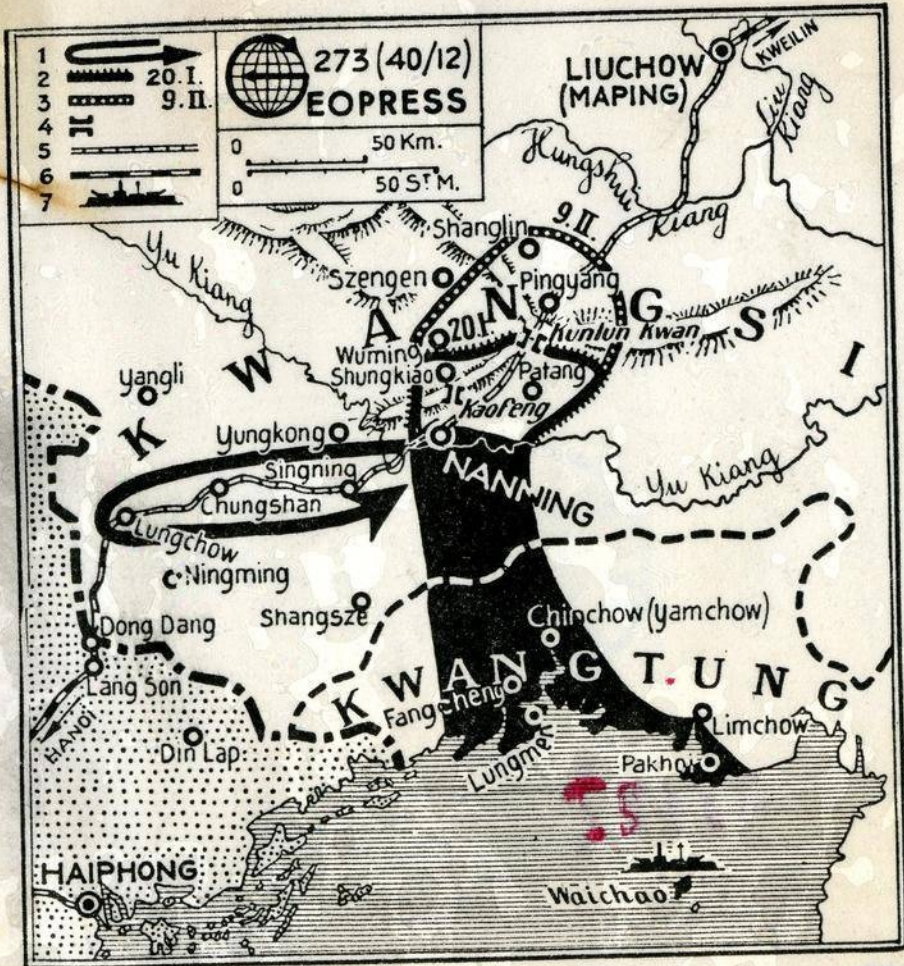 1
2 20.I.
3 9.II.
4
5
6
7
273 (40/12)
EOPRESS
0 50 Km.
0 50 ST M.
LIUCHOW
(MAPING)
KWEILIN
Liu Kiang
Hungshui Kiang
9.II
Shanglin
Yu Kiang
Szengen
Pingyang
KWANGSI
20.I
Kunlun Kwan
Wuming
Shungkiao
Patang
Yangli
Kaofeng
Yungkong
NANNING
Singning
Yu Kiang
Chungshan
Lungchow
Ningming
Shangsze
Chinchow (Yamchow)
Dong Dang
KWANGTUNG
Lang Son
Fangcheng
Limchow
HANOI
Din Lap
Lungmen
Pakhoi
HAIPHONG
Waichao